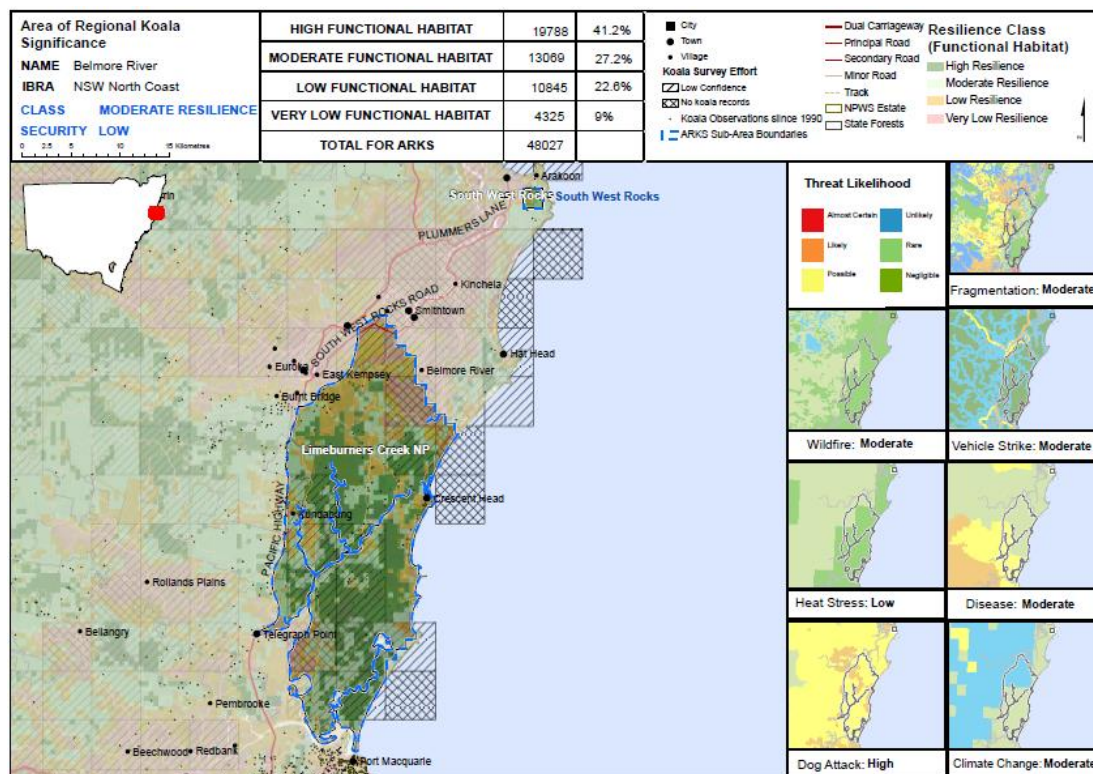 Area of Regional Koala
Significance
NAME Belmore River
IBRA NSW North Coast
CLASS MODERATE RESILIENCE
SECURITY LOW
0 2.5 5 10 15 Kilometres
HIGH FUNCTIONAL HABITAT 19788 41.2%
MODERATE FUNCTIONAL HABITAT 13069 27.2%
LOW FUNCTIONAL HABITAT 10845 22.6%
VERY LOW FUNCTIONAL HABITAT 4325 9%
TOTAL FOR ARKS 48027
City
Town
Village
Koala Survey Effort
Low Confidence
No koala records
Koala Observations slince 1990
ARKS Sub-Area Boundaries
Dual Carriageway
Principal Road
Secondary Road
Minor Road
Track
NPWS Estate
State Forests
Resilience Class
(Functional Habitat)
High Resilience
Moderate Resilience
Low Resilience
Very Low Resilience
Arakoon
South West Rocks
South West Rocks
PLUMMERS LANE
Kinchela
SOUTH WEST ROCKS ROAD
Smithtown
Hat Head
Euroka
East Kempsey
Belmore River
Burnt Bridge
Limeburners Creek NP
Crescent Head
Kundabung
PACIFIC HIGHWAY
Rollands Plains
Bellangry
Telegraph Point
Pembrooke
Beechwood
Redbank
Port Macquarie
Threat Likelihood
Almost Certain
Unlikely
Likely
Rare
Possible
Negligible
Fragmentation: Moderate
Wildfire: Moderate
Vehicle Strike: Moderate
Heat Stress: Low
Disease: Moderate
Dog Attack: High
Climate Change: Moderate